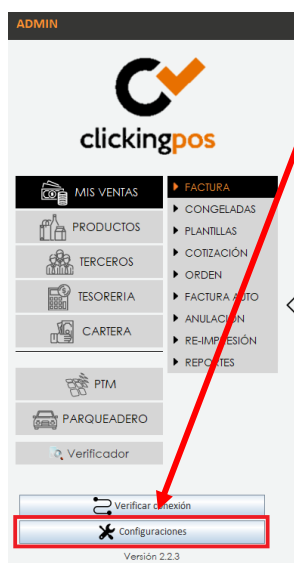 ADMIN
clickingpos
MIS VENTAS
PRODUCTOS
TERCEROS
TESORERIA
CARTERA
PTM
PARQUEADERO
Verificador
FACTURA
CONGELADAS
PLANTILLAS
COTIZACIÓN
ORDEN
FACTURA AUTO
ANULACIÓN
RE-IMPRESIÓN
REPORTES
Verificar conexión
Configuraciones
Versión 2.2.3